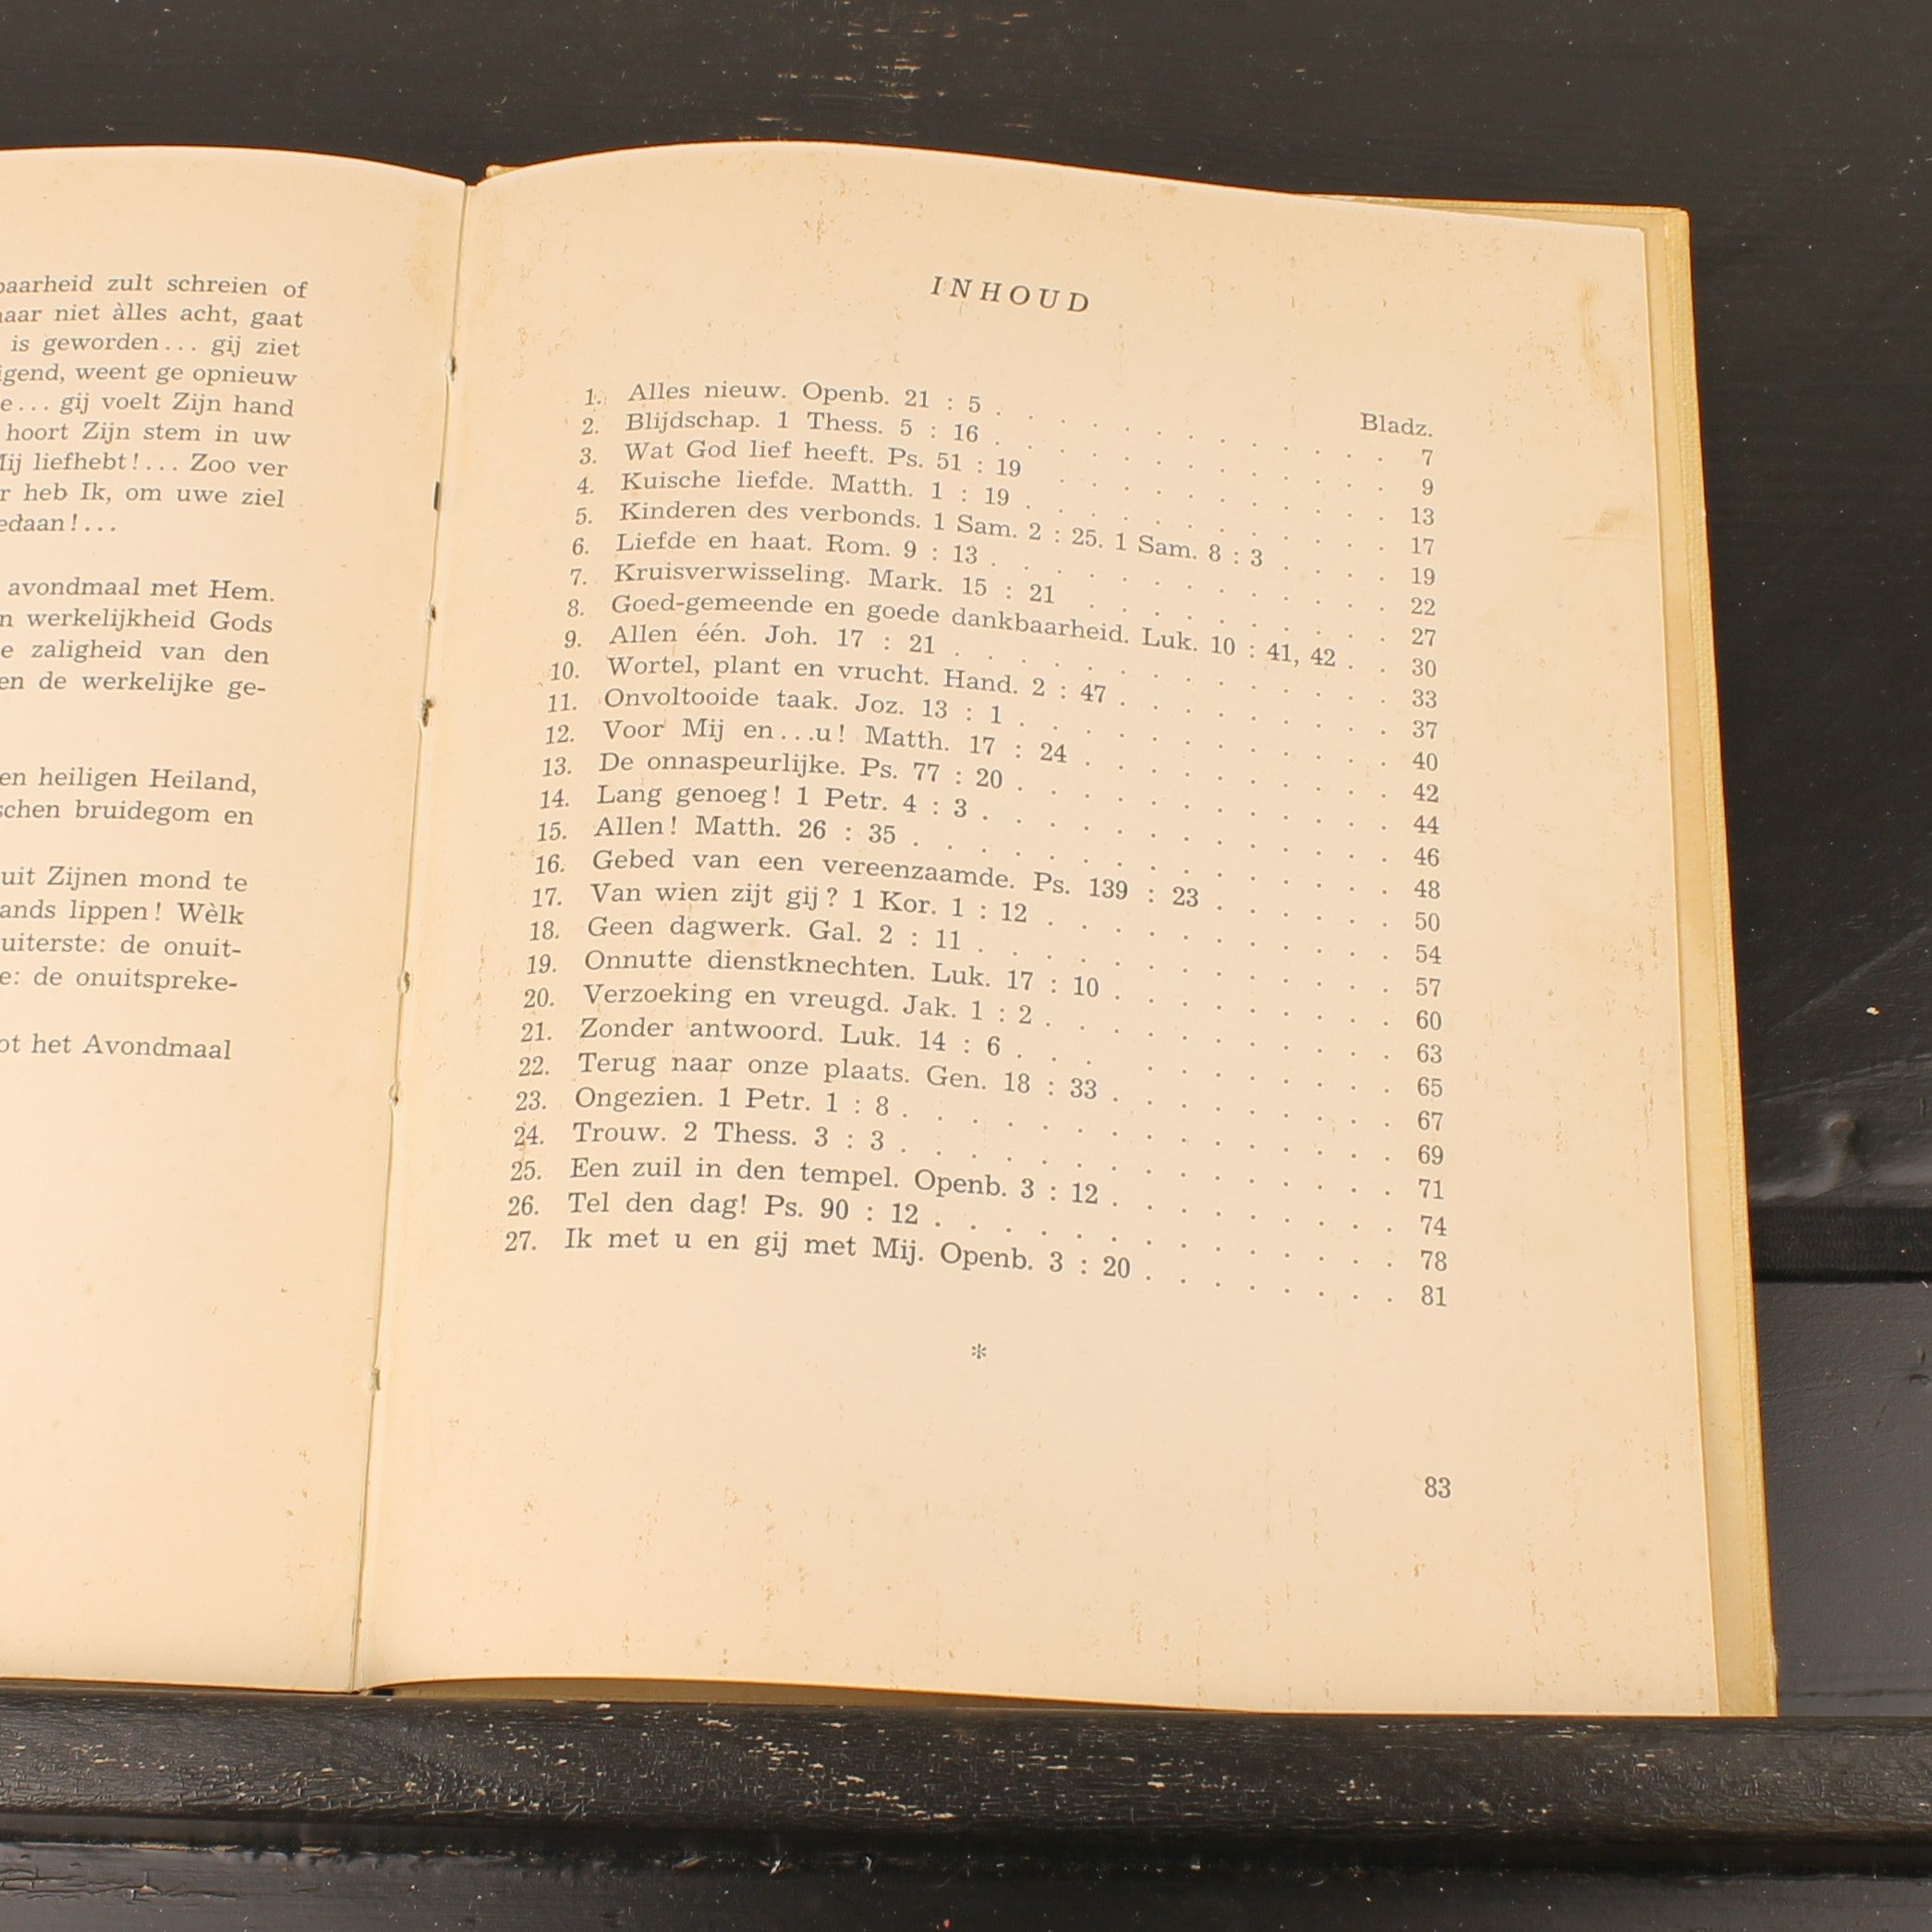 zult schreien of
niet àlles acht, gaat
is geworden... gij ziet
weent ge opnieuw
gij voelt Zijn hand
hoort Zijn stem in uw
liefhebt!... Zoo ver
heb Ik, om uwe ziel
avondmaal met Hem.
werkelijkheid Gods
zaligheid van den
de werkelijke ge-
heiligen Heiland,
bruidegom en
uit Zijnen mond te
lippen! Wèlk
uiterste: de onuit-
de onuitspreke-
het Avondmaal
INHOUD
Bladz.
1. Alles nieuw. Openb. 21 : 5 . . . . . . . . . . . . 7
2. Blijdschap. 1 Thess. 5 : 16 . . . . . . . . . . . . 9
3. Wat God lief heeft. Ps. 51 : 19 . . . . . . . . . . 13
4. Kuische liefde. Matth. 1 : 19 . . . . . . . . . . . 17
5. Kinderen des verbonds. 1 Sam. 2 : 25. 1 Sam. 8 : 3 . . . . 19
6. Liefde en haat. Rom. 9 : 13 . . . . . . . . . . . . 22
7. Kruisverwisseling. Mark. 15 : 21 . . . . . . . . . 27
8. Goed-gemeende en goede dankbaarheid. Luk. 10 : 41, 42 . . 30
9. Allen één. Joh. 17 : 21 . . . . . . . . . . . . . 33
10. Wortel, plant en vrucht. Hand. 2 : 47 . . . . . . . . . 37
11. Onvoltooide taak. Joz. 13 : 1 . . . . . . . . . . . 40
12. Voor Mij en...u! Matth. 17 : 24 . . . . . . . . . . 42
13. De onnaspeurlijke. Ps. 77 : 20 . . . . . . . . . . . 44
14. Lang genoeg! 1 Petr. 4 : 3 . . . . . . . . . . . . 46
15. Allen! Matth. 26 : 35 . . . . . . . . . . . . . . 48
16. Gebed van een vereenzaamde. Ps. 139 : 23 . . . . . . 50
17. Van wien zijt gij? 1 Kor. 1 : 12 . . . . . . . . . . 54
18. Geen dagwerk. Gal. 2 : 11 . . . . . . . . . . . . 57
19. Onnutte dienstknechten. Luk. 17 : 10 . . . . . . . . . 60
20. Verzoeking en vreugd. Jak. 1 : 2 . . . . . . . . . . . 63
21. Zonder antwoord. Luk. 14 : 6 . . . . . . . . . . . 65
22. Terug naar onze plaats. Gen. 18 : 33 . . . . . . . . . 67
23. Ongezien. 1 Petr. 1 : 8 . . . . . . . . . . . . . . 69
24. Trouw. 2 Thess. 3 : 3 . . . . . . . . . . . . . . 71
25. Een zuil in den tempel. Openb. 3 : 12 . . . . . . . . . 74
26. Tel den dag! Ps. 90 : 12 . . . . . . . . . . . . . 78
27. Ik met u en gij met Mij. Openb. 3 : 20 . . . . . . . . 81
*
83